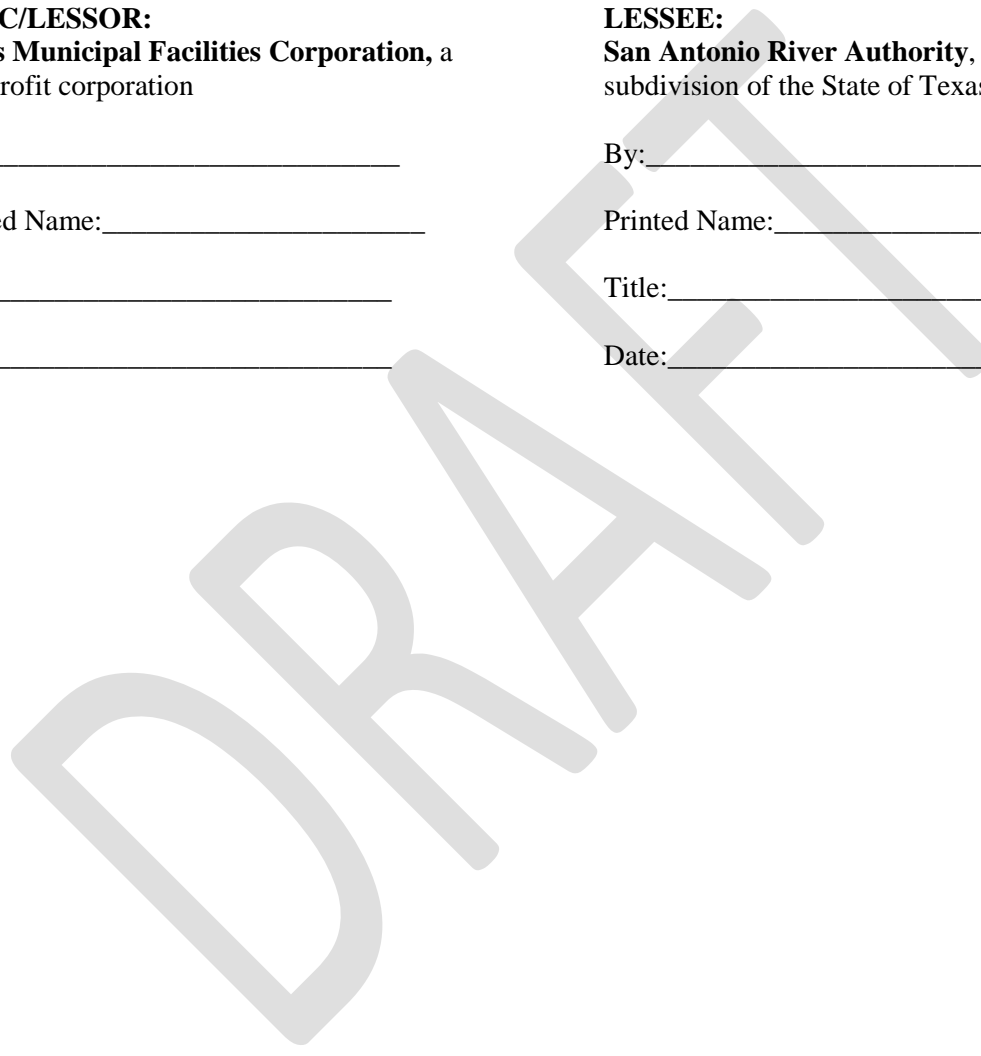 C/LESSOR:
s Municipal Facilities Corporation, a
rofit corporation
ed Name:
LESSEE:
San Antonio River Authority,
subdivision of the State of Texas
By:
Printed Name:
Title:
Date:
DRAFT